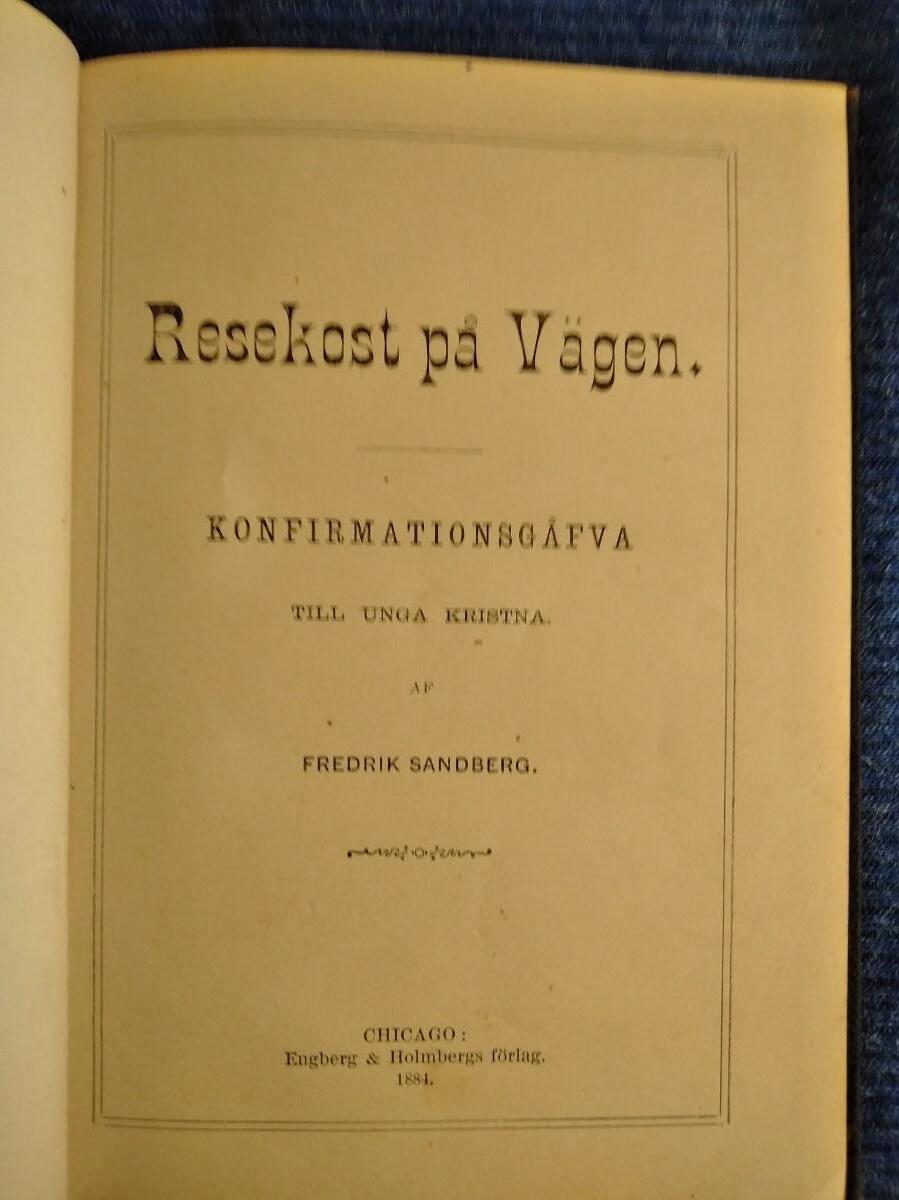 Resekost på Vägen.
KONFIRMATIONSGÅFVA
TILL UNGA KRISTNA.
AF
FREDRIK SANDBERG.
CHICAGO:
Engberg & Holmbergs förlag.
1884.